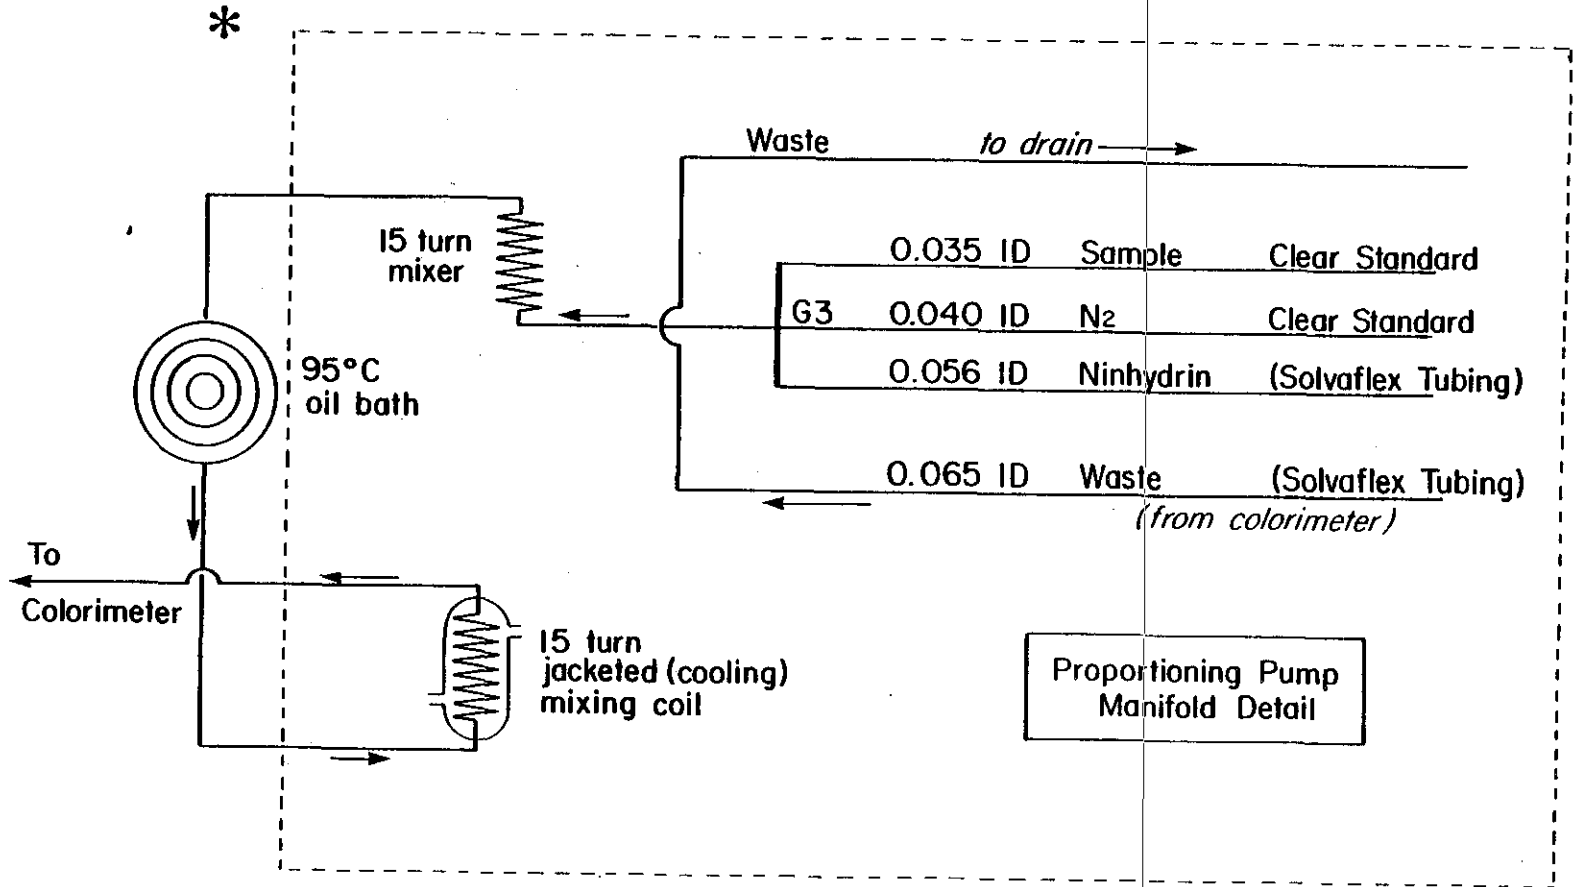 *
Waste to drain
15 turn
mixer
0.035 ID Sample Clear Standard
G3 0.040 ID N2 Clear Standard
0.056 ID Ninhydrin (Solvaflex Tubing)
95°C
oil bath
0.065 ID Waste (Solvaflex Tubing)
(from colorimeter)
To
Colorimeter
15 turn
jacketed (cooling)
mixing coil
Proportioning Pump
Manifold Detail